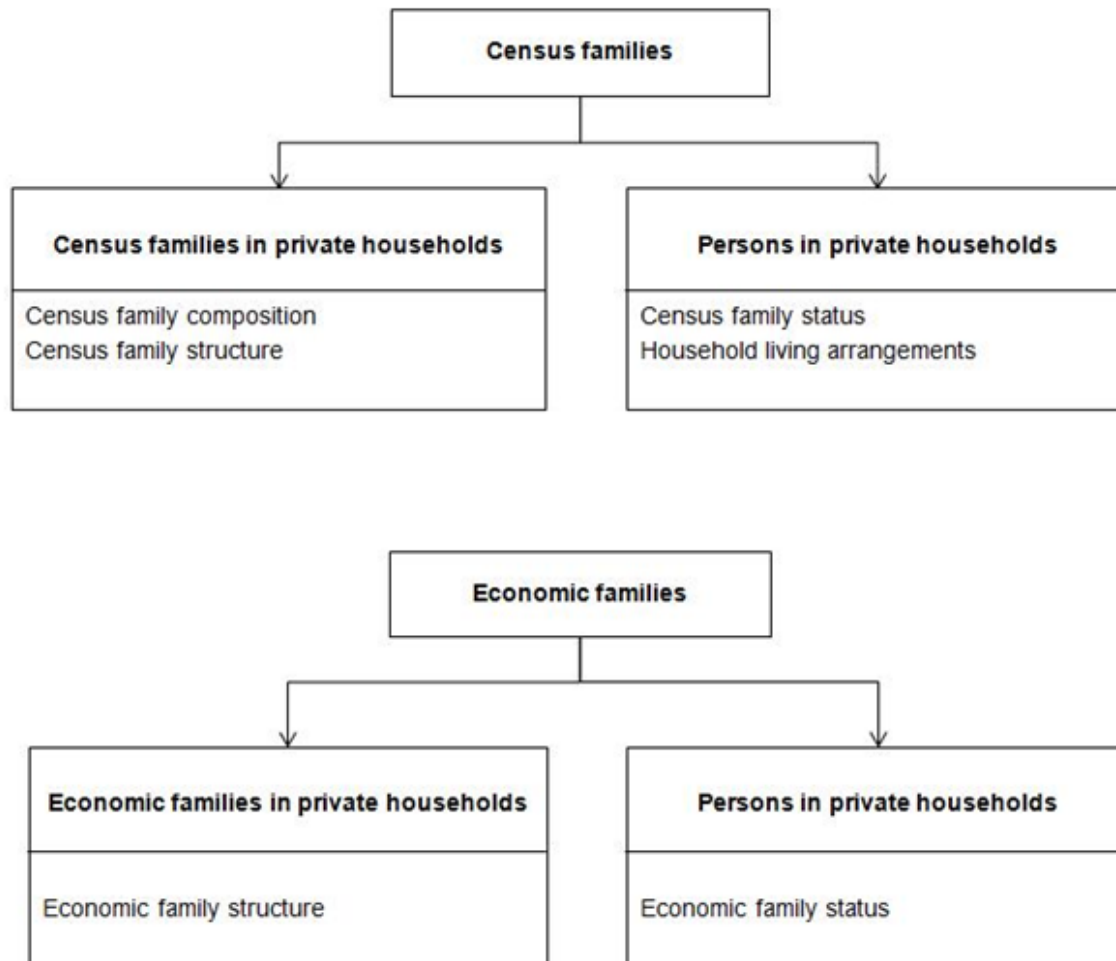 Census families
Census families in private households
Persons in private households
Census family composition
Census family structure
Census family status
Household living arrangements
Economic families
Economic families in private households
Persons in private households
Economic family structure
Economic family status